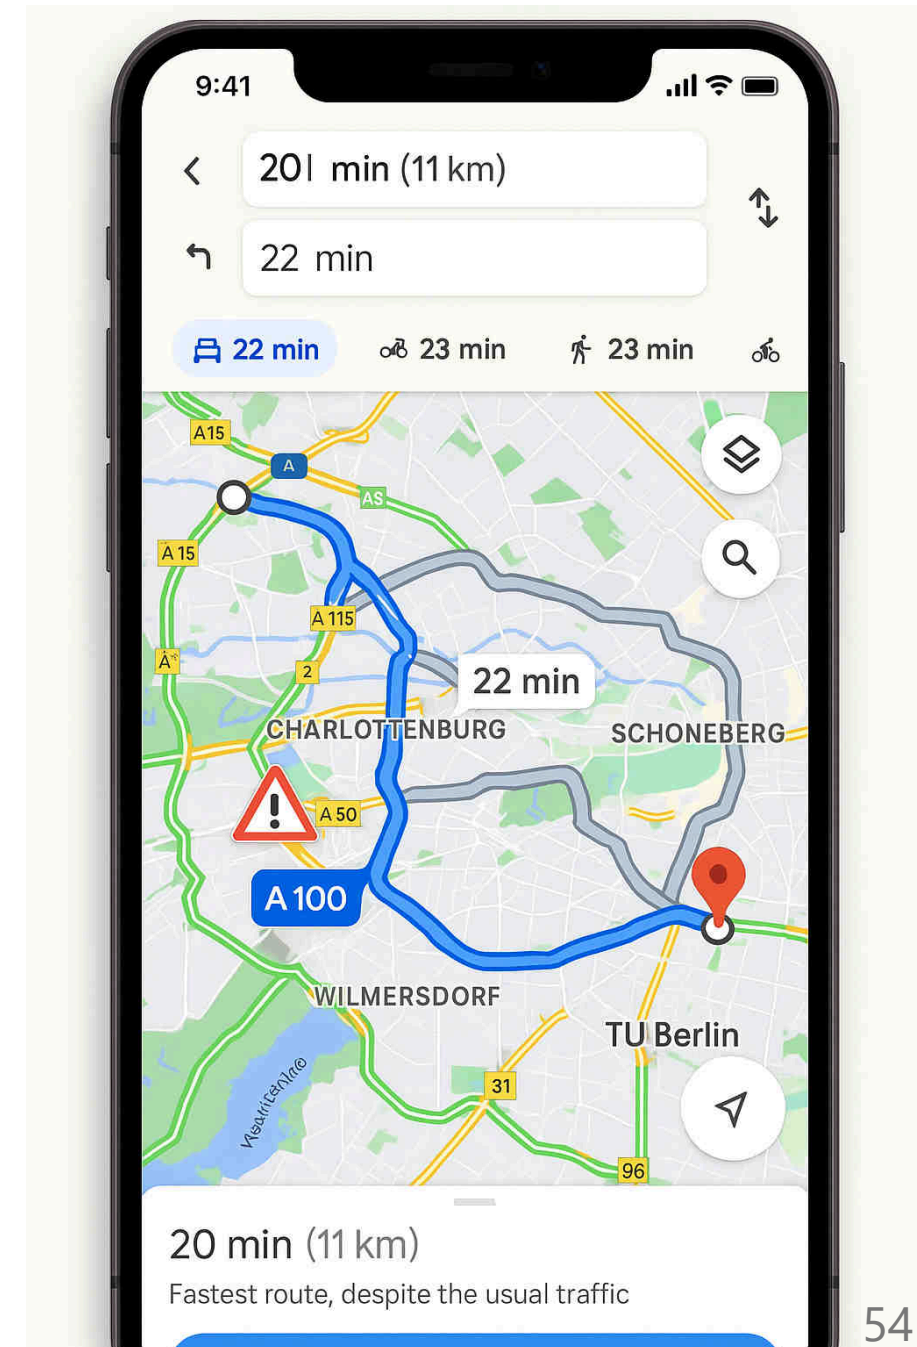 9:41
20| min (11 km)
22 min
22 min 23 min 23 min
A15
A
AS
A 15
A 115
A
2
22 min
CHARLOTTENBURG
SCHONEBERG
A 50
A 100
WILMERSDORF
TU Berlin
31
96
20 min (11 km)
Fastest route, despite the usual traffic
54